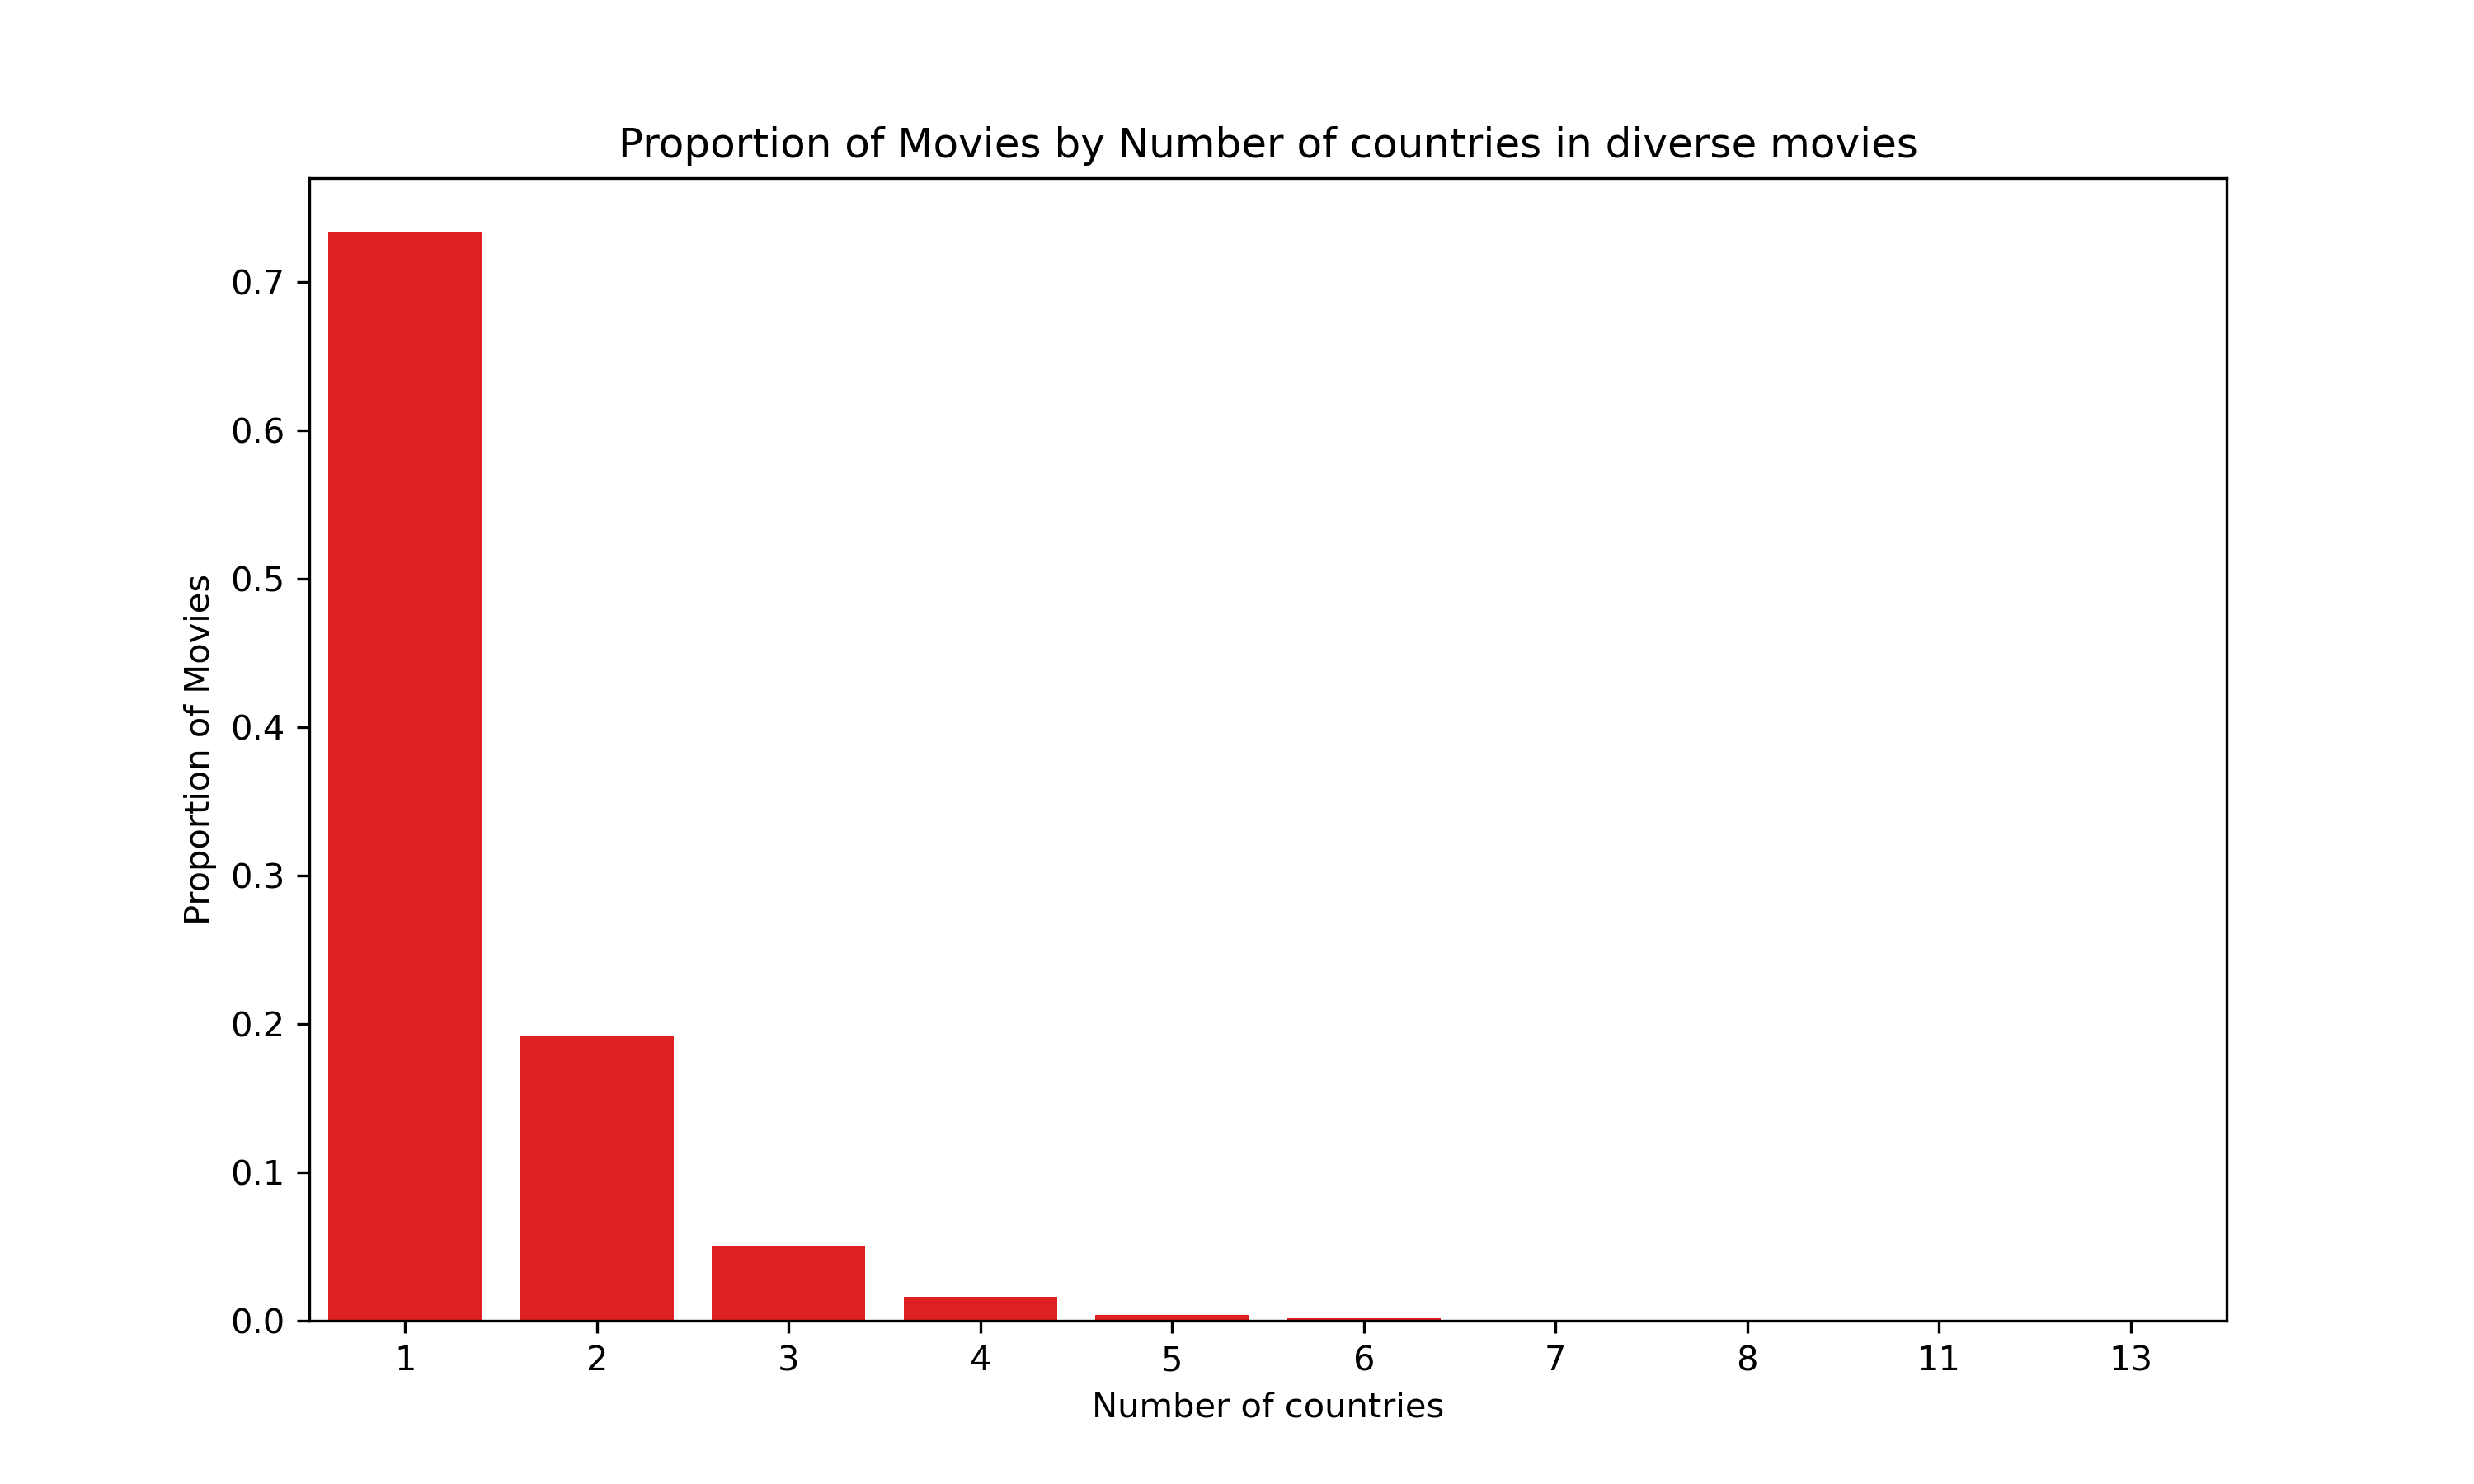 Proportion of Movies by Number of countries in diverse movies
Proportion of Movies
0.7
0.6
0.5
0.4
0.3
0.2
0.1
0.0
1 2 3 4 5 6 7 8 11 13
Number of countries